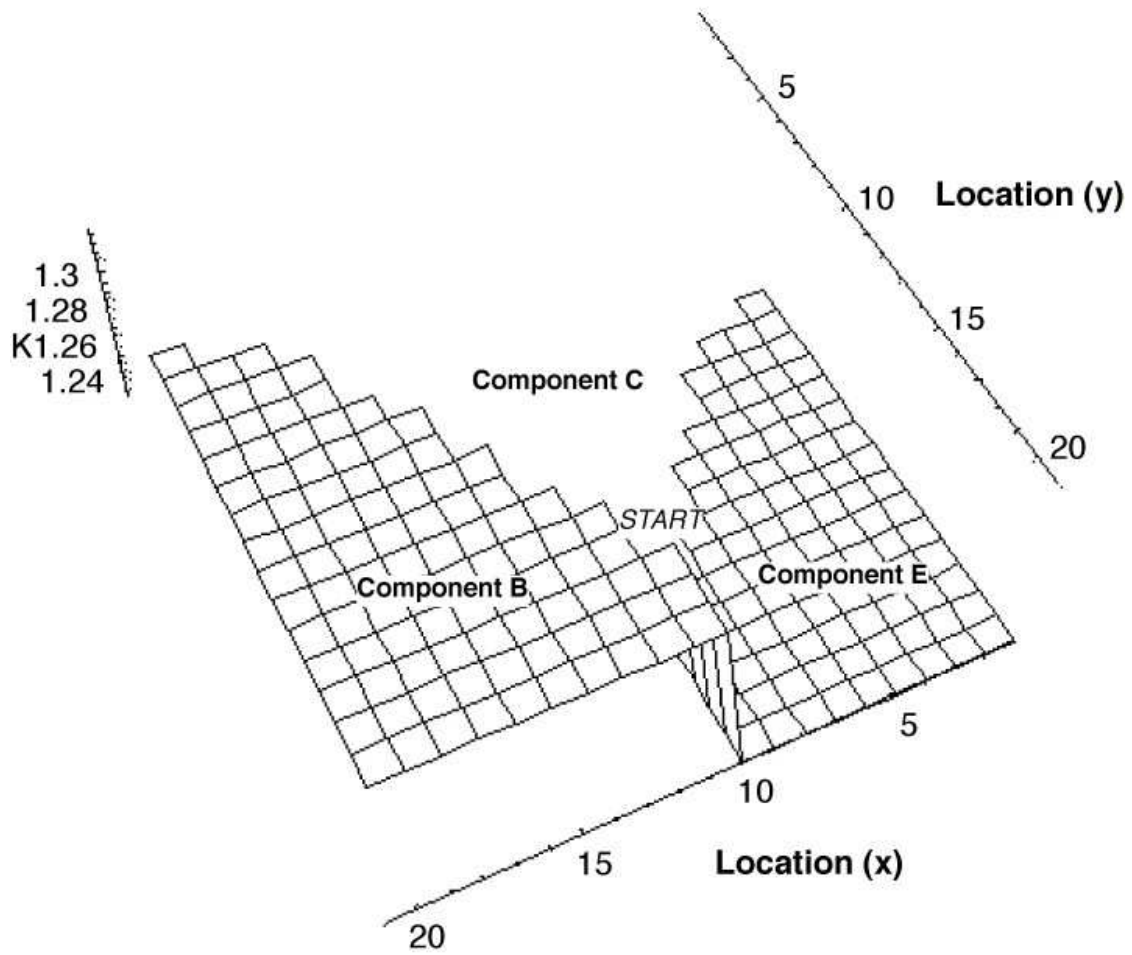 5
10 Location (y)
15
20
1.3
1.28
K1.26
1.24
Component C
START
Component B
Component E
5
10
15
Location (x)
20